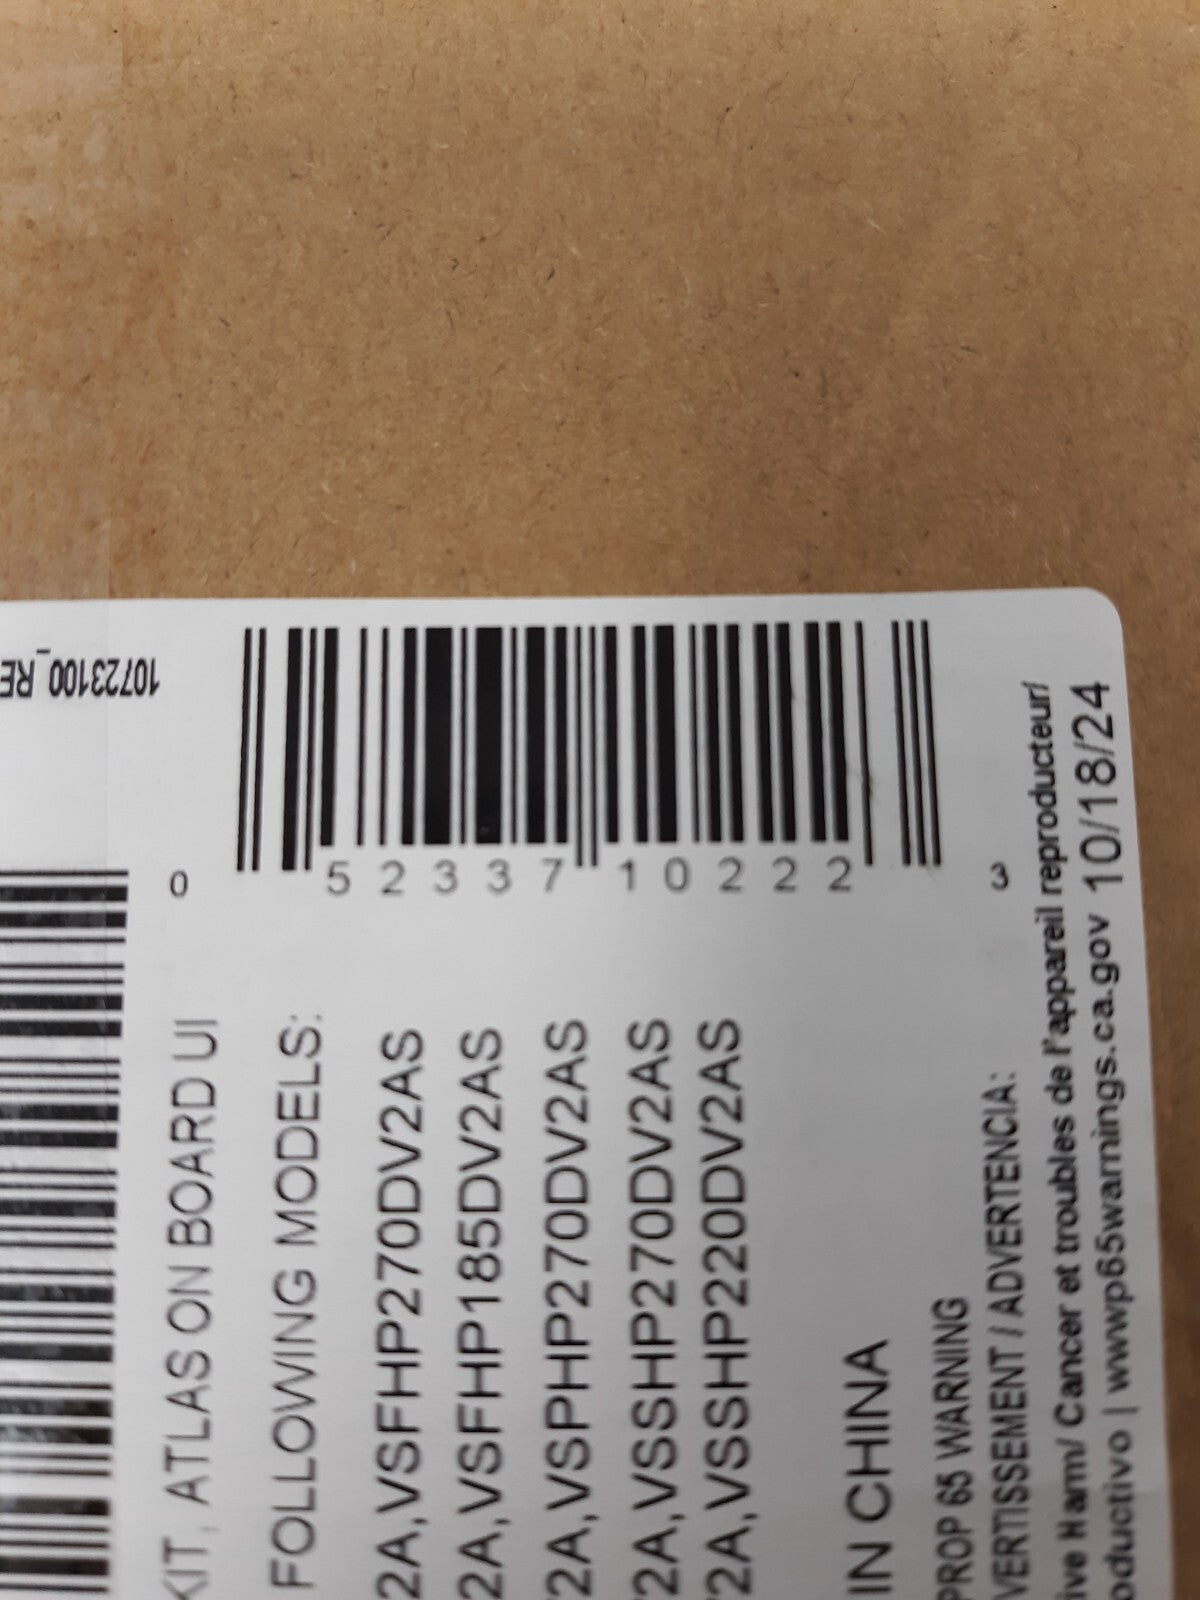 10723100_RE
0 52337 10222 3
KIT, ATLAS ON BOARD UI
FOLLOWING MODELS:
2A,VSFHP270DV2AS
2A,VSFHP185DV2AS
2A,VSPHP270DV2AS
2A,VSSHP270DV2AS
2A,VSSHP220DV2AS
IN CHINA
PROP 65 WARNING
VERTISSEMENT / ADVERTENCIA:
ive Harm/ Cancer et troubles de l'appareil reproducteur/
oductivo | www.p65warnings.ca.gov 10/18/24